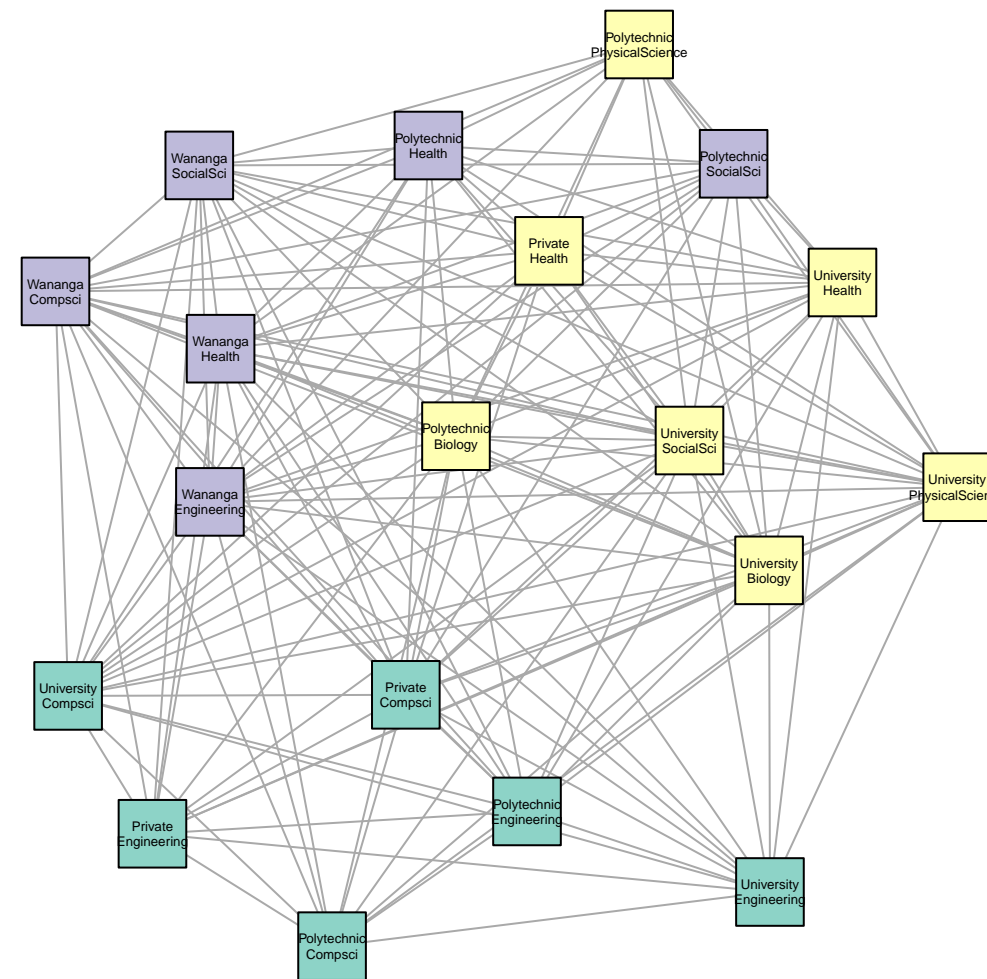 Polytechnic
PhysicalScience
Polytechnic
Health
Wananga
SocialSci
Polytechnic
SocialSci
Private
Health
Wananga
Compsci
University
Health
Wananga
Health
Polytechnic
Biology
University
SocialSci
University
PhysicalScien
Wananga
Engineering
University
Biology
University
Compsci
Private
Compsci
Private
Engineering
Polytechnic
Engineering
University
Engineering
Polytechnic
Compsci